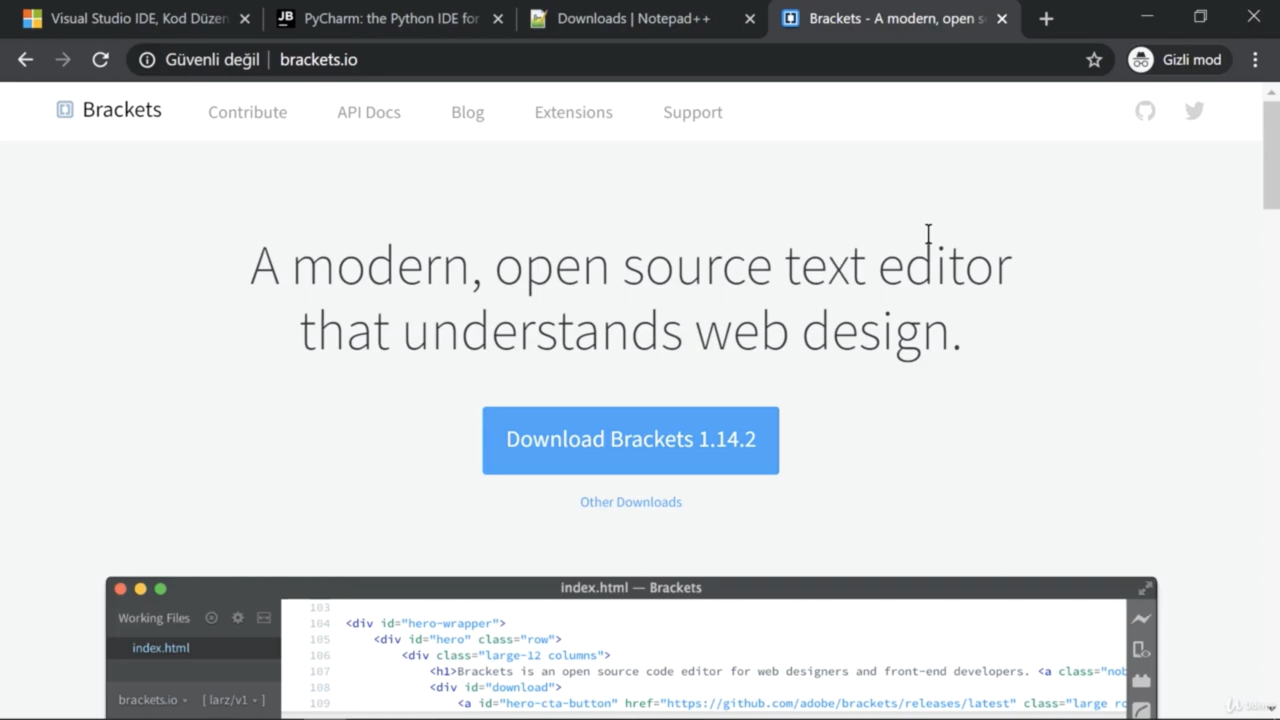 Visual Studio IDE, Kod Düzen
PyCharm: the Python IDE for
Downloads | Notepad++
Brackets - A modern, open s
Güvenli değil
brackets.io
Gizli mod
Brackets
Contribute
API Docs
Blog
Extensions
Support
A modern, open source text editor
that understands web design.
Download Brackets 1.14.2
Other Downloads
index.html — Brackets
Working Files
index.html
brackets.io
[ larz/v1 ]
103
104 <div id="hero-wrapper">
105 <div id="hero" class="row">
106 <div class="large-12 columns">
107 <h1>Brackets is an open source code editor for web designers and front-end developers. <a class="nob
108 <div id="download">
109 <a id="hero-cta-button" href="https://github.com/adobe/brackets/releases/latest" class="large ro